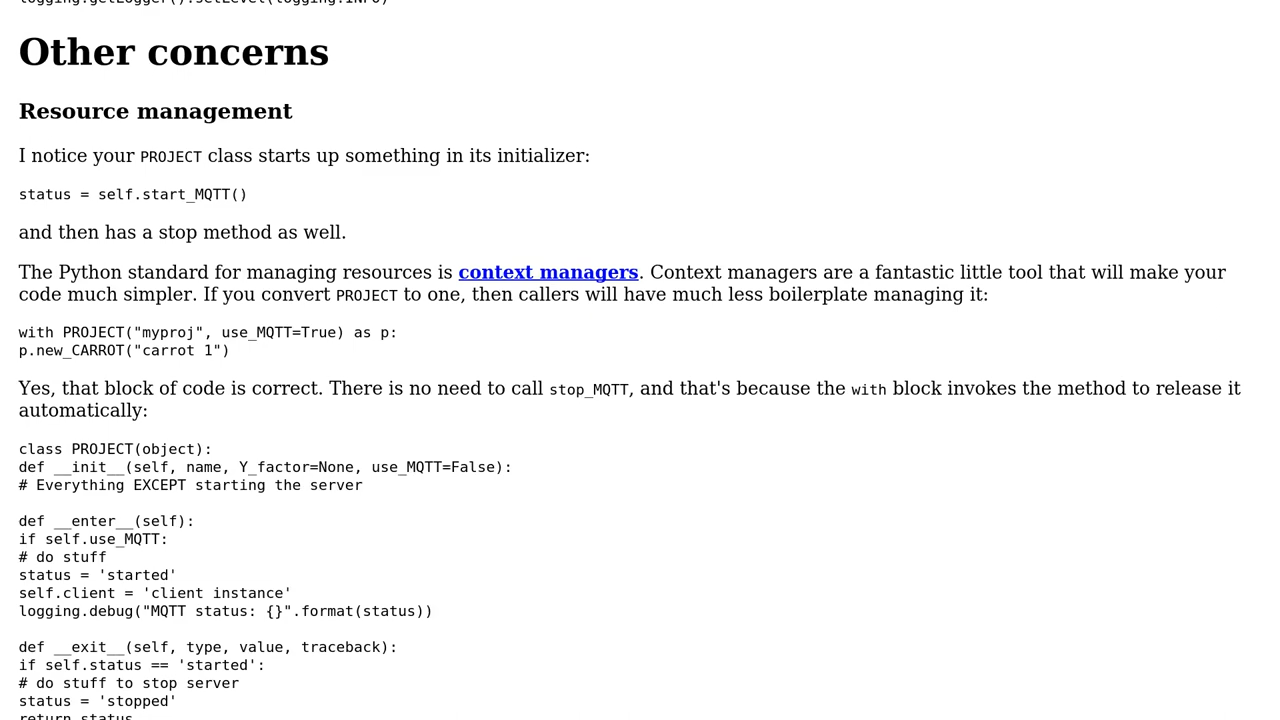 logging.getLogger().setLevel(logging.INFO)
Other concerns
Resource management
I notice your PROJECT class starts up something in its initializer:
status = self.start_MQTT()
and then has a stop method as well.
The Python standard for managing resources is context managers. Context managers are a fantastic little tool that will make your
code much simpler. If you convert PROJECT to one, then callers will have much less boilerplate managing it:
with PROJECT("myproj", use_MQTT=True) as p:
p.new_CARROT("carrot 1")
Yes, that block of code is correct. There is no need to call stop_MQTT, and that's because the with block invokes the method to release it
automatically:
class PROJECT(object):
def __init__(self, name, Y_factor=None, use_MQTT=False):
# Everything EXCEPT starting the server
def __enter__(self):
if self.use_MQTT:
# do stuff
status = 'started'
self.client = 'client instance'
logging.debug("MQTT status: {}".format(status))
def __exit__(self, type, value, traceback):
if self.status == 'started':
# do stuff to stop server
status = 'stopped'
return status